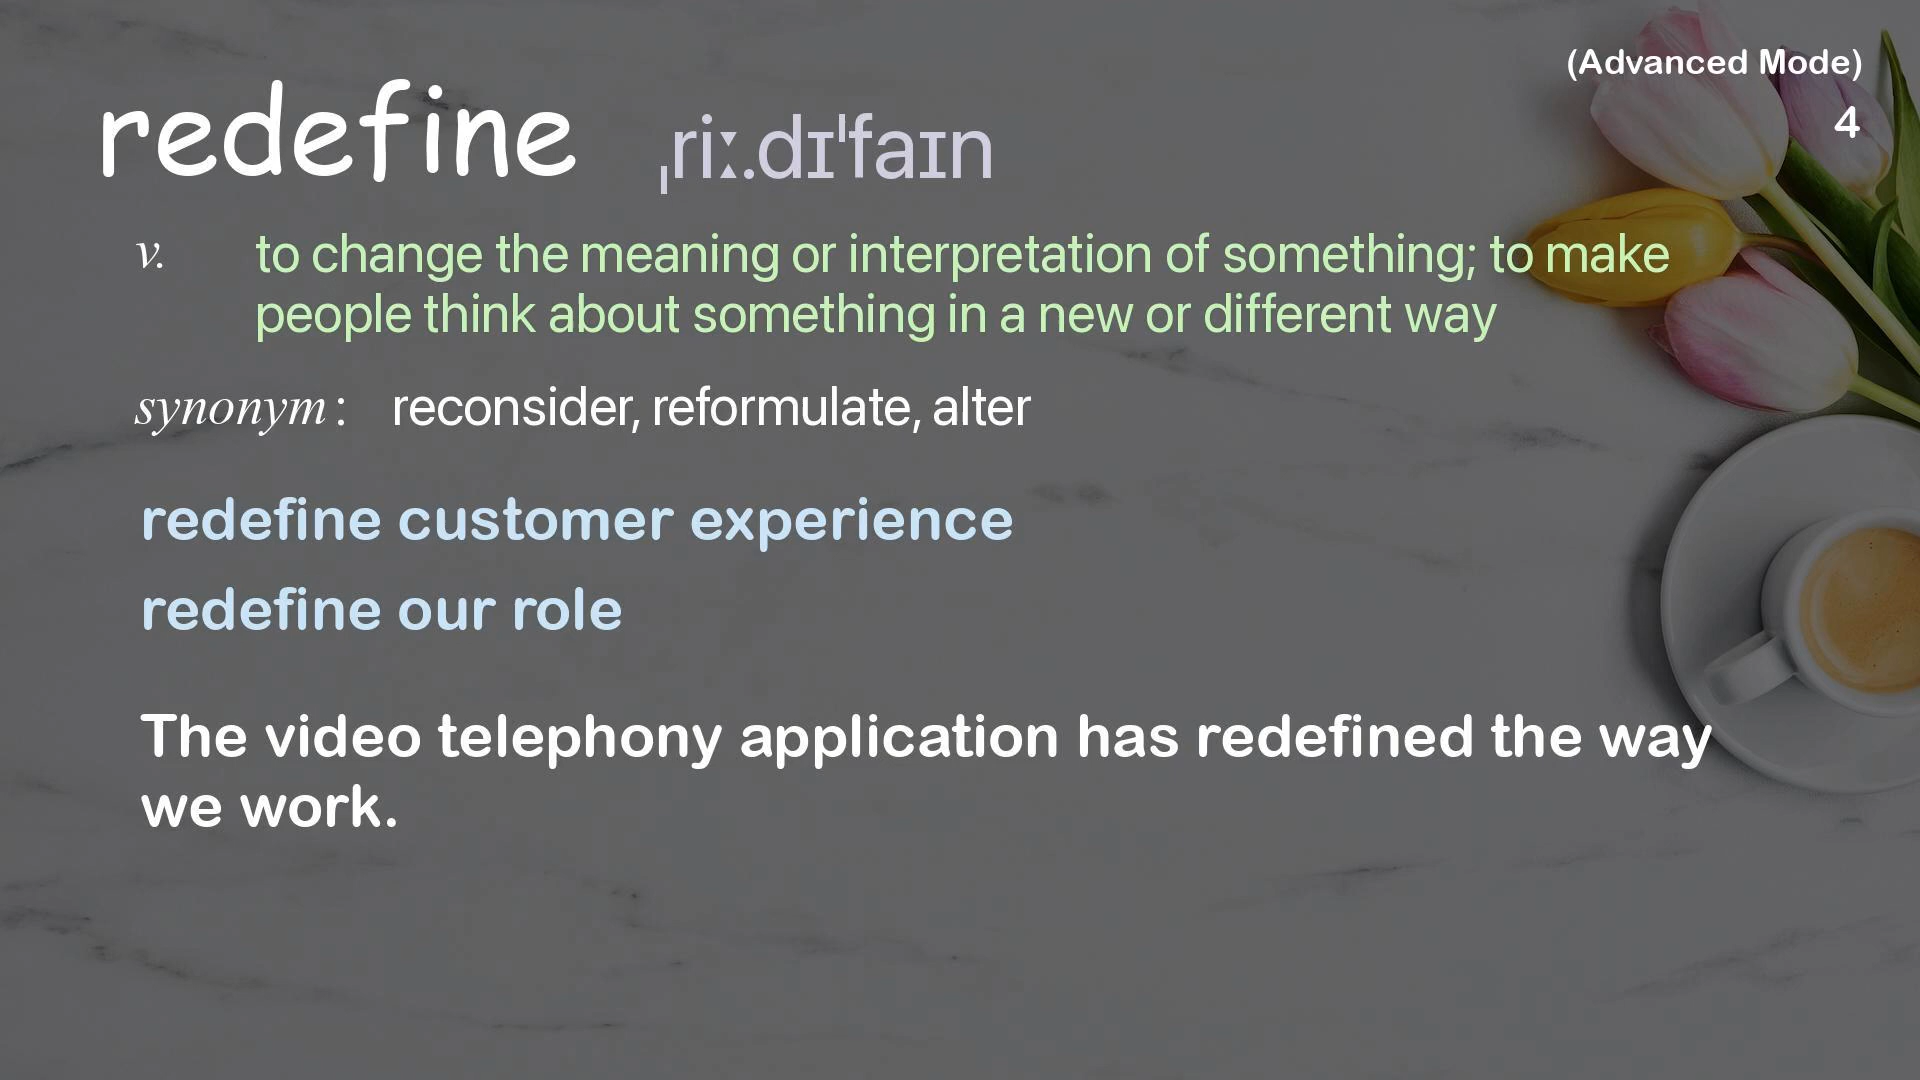 (Advanced Mode)
redefine ˌriː.dɪˈfaɪn
4
v. to change the meaning or interpretation of something; to make
people think about something in a new or different way
synonym: reconsider, reformulate, alter
redefine customer experience
redefine our role
The video telephony application has redefined the way
we work.